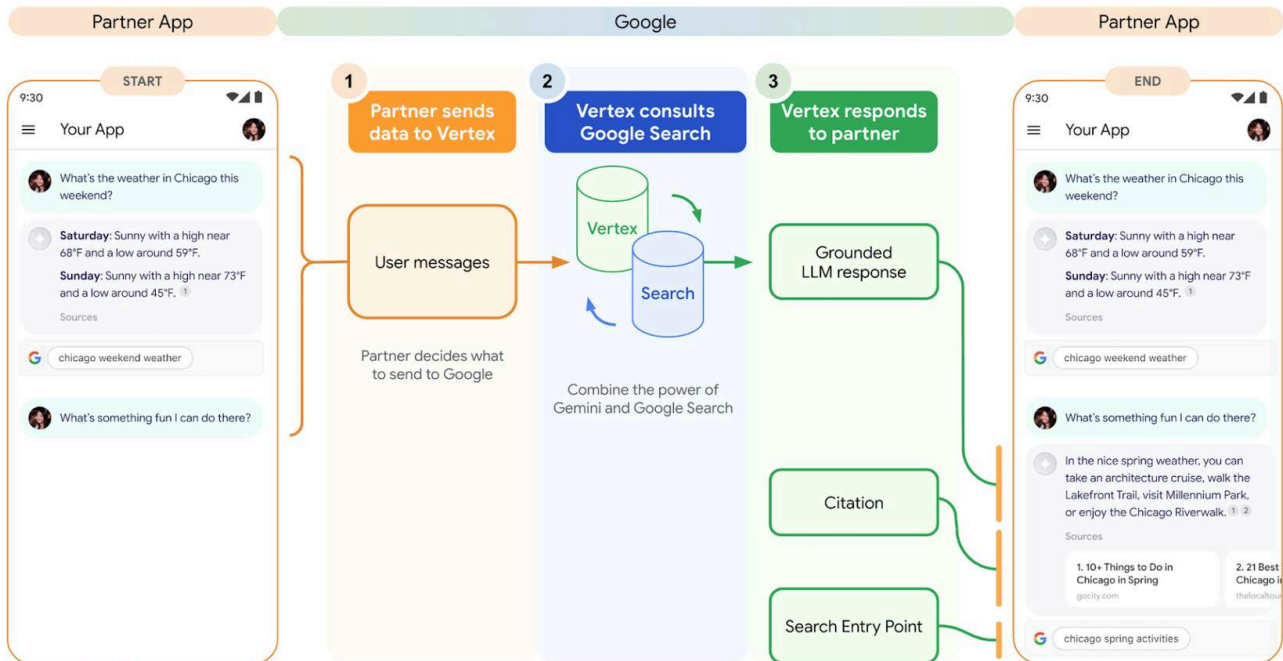 Partner App
Google
Partner App
START
9:30
Your App
What's the weather in Chicago this
weekend?
Saturday: Sunny with a high near
68°F and a low around 59°F.
Sunday: Sunny with a high near 73°F
and a low around 45°F. 1
Sources
G chicago weekend weather
What's something fun I can do there?
1
Partner sends
data to Vertex
User messages
Partner decides what
to send to Google
2
Vertex consults
Google Search
Vertex
Search
Combine the power of
Gemini and Google Search
3
Vertex responds
to partner
Grounded
LLM response
Citation
Search Entry Point
END
9:30
Your App
What's the weather in Chicago this
weekend?
Saturday: Sunny with a high near
68°F and a low around 59°F.
Sunday: Sunny with a high near 73°F
and a low around 45°F. 1
Sources
G chicago weekend weather
What's something fun I can do there?
In the nice spring weather, you can
take an architecture cruise, walk the
Lakefront Trail, visit Millennium Park,
or enjoy the Chicago Riverwalk. 1 2
Sources
1. 10+ Things to Do in
Chicago in Spring
gocity.com
2. 21 Best
Chicago i
thelocaltou
G chicago spring activities